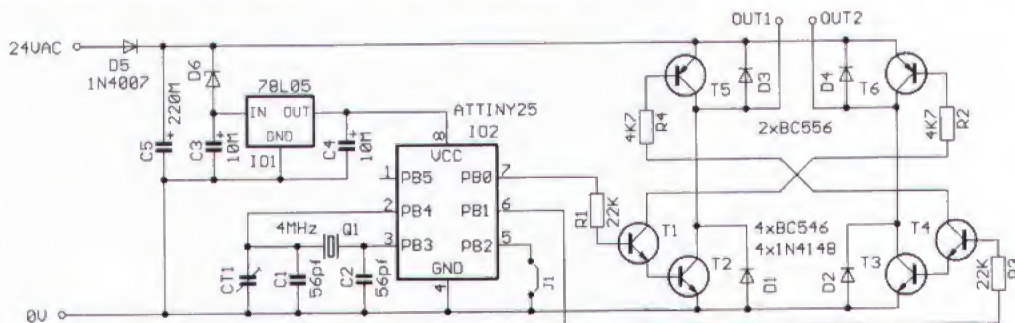 OUT1 OUT2
24VAC
D5
1N4007
D6
78L05
IN OUT
GND
IO1
220M
C5
C3
10M
C4
10M
ATTINY25
IO2
8
VCC
1 PB5
2 PB4
3 PB3
PB0 7
PB1 6
PB2 5
GND
4
4MHz Q1
CT1
C1
56pf
C2
56pf
J1
R1
22K
T1
T2
T5
D3
D4
T6
2xBC556
4K7
R4
4K7
R2
4xBC546
4x1N4148
T4
T3
D1
D2
22K
R3
0V